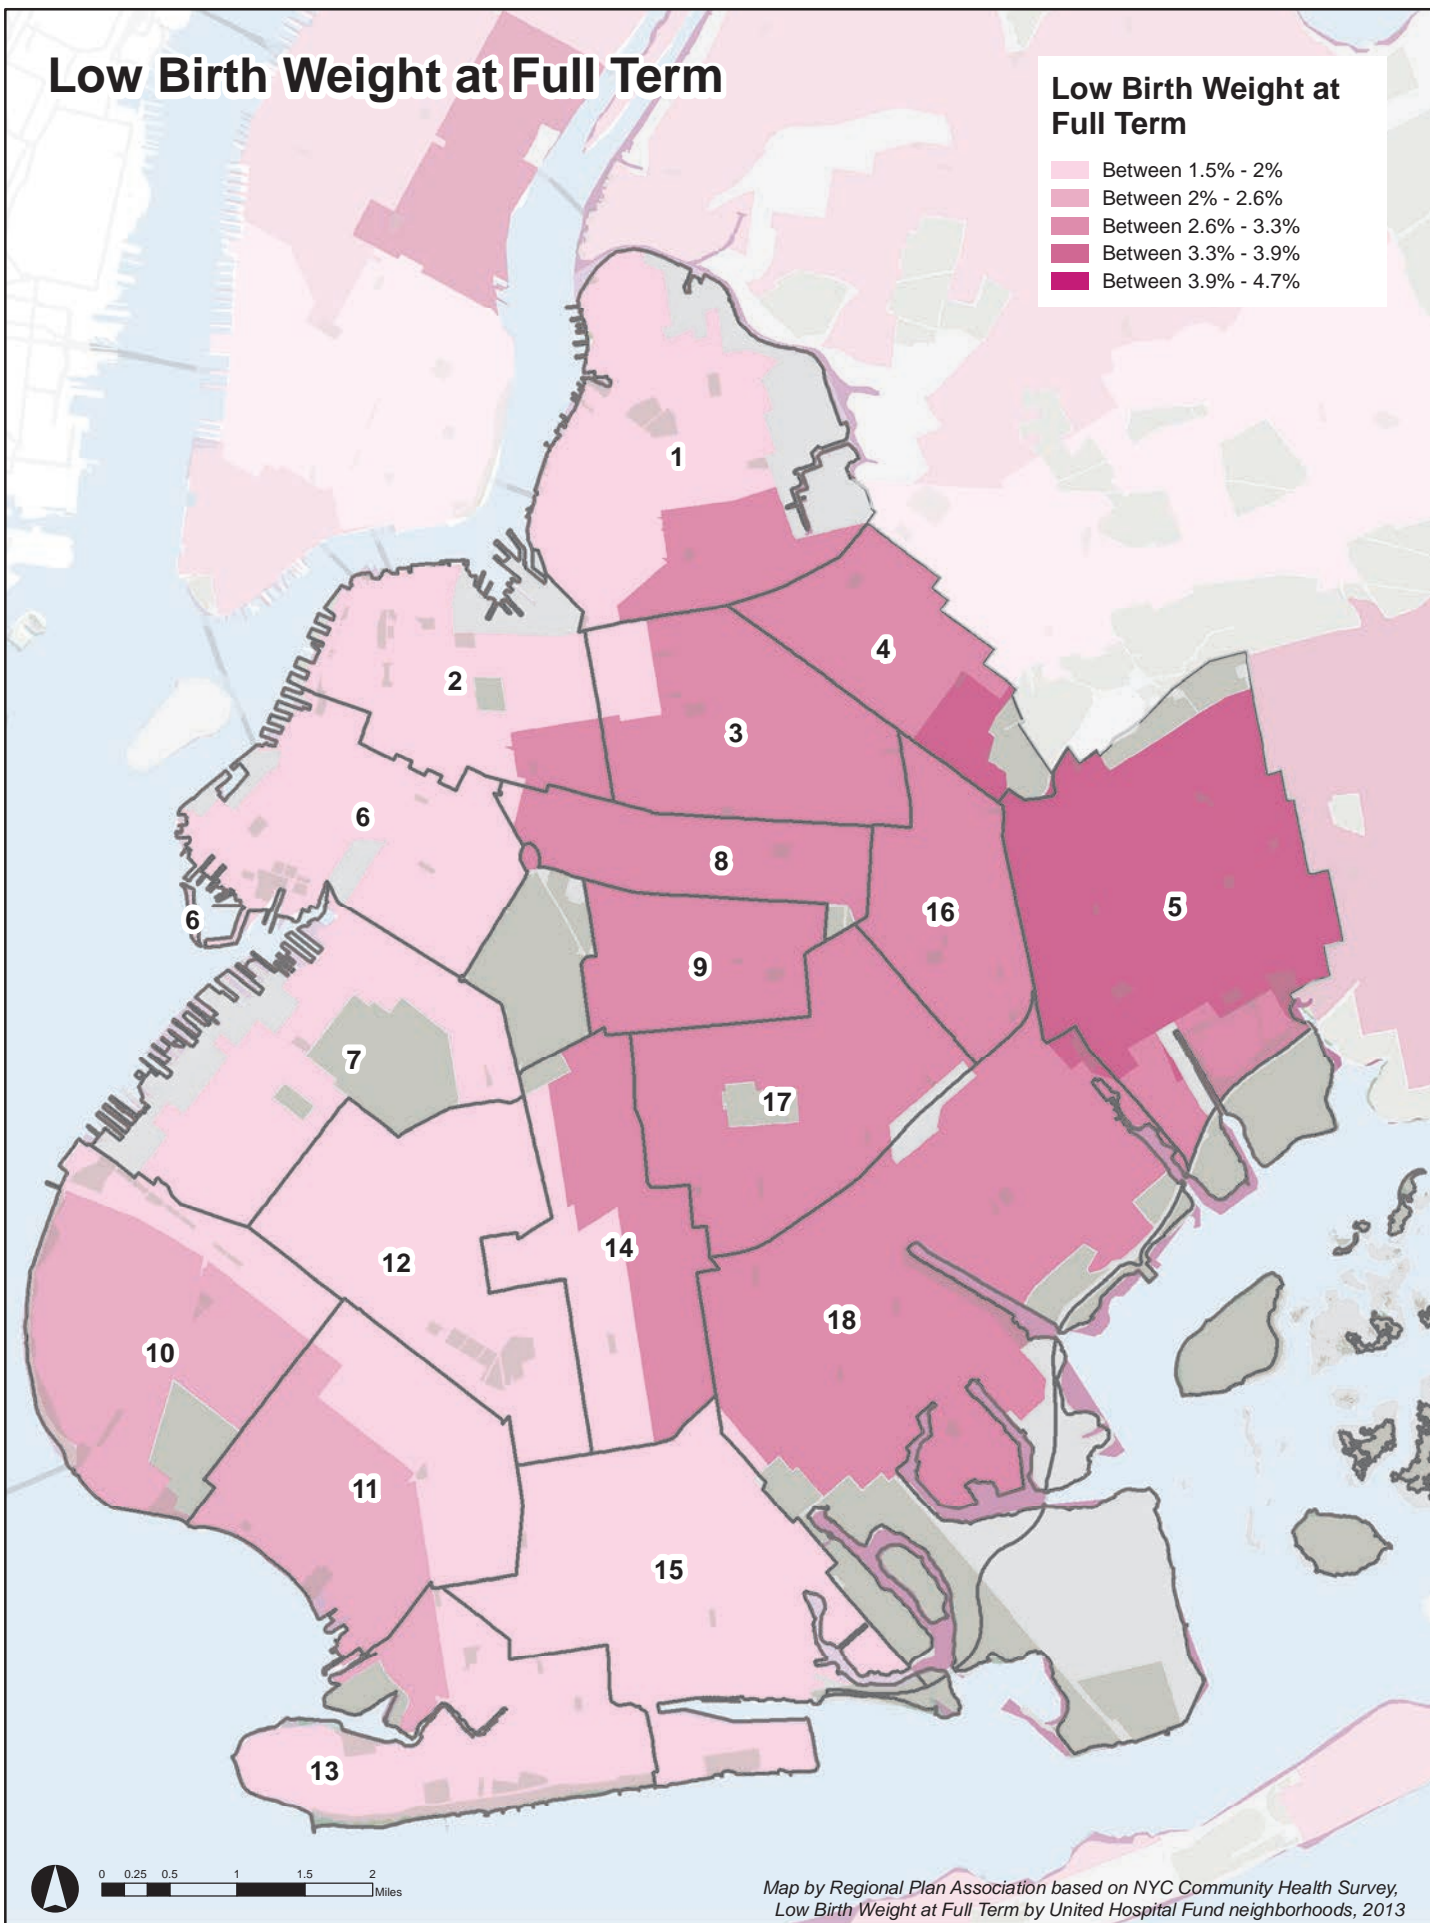 Low Birth Weight at Full Term
Low Birth Weight at
Full Term
Between 1.5% - 2%
Between 2% - 2.6%
Between 2.6% - 3.3%
Between 3.3% - 3.9%
Between 3.9% - 4.7%
1
4
2
3
6
8
5
16
6
9
7
17
14
12
18
10
11
15
13
0 0.25 0.5 1 1.5 2
Miles
Map by Regional Plan Association based on NYC Community Health Survey,
Low Birth Weight at Full Term by United Hospital Fund neighborhoods, 2013